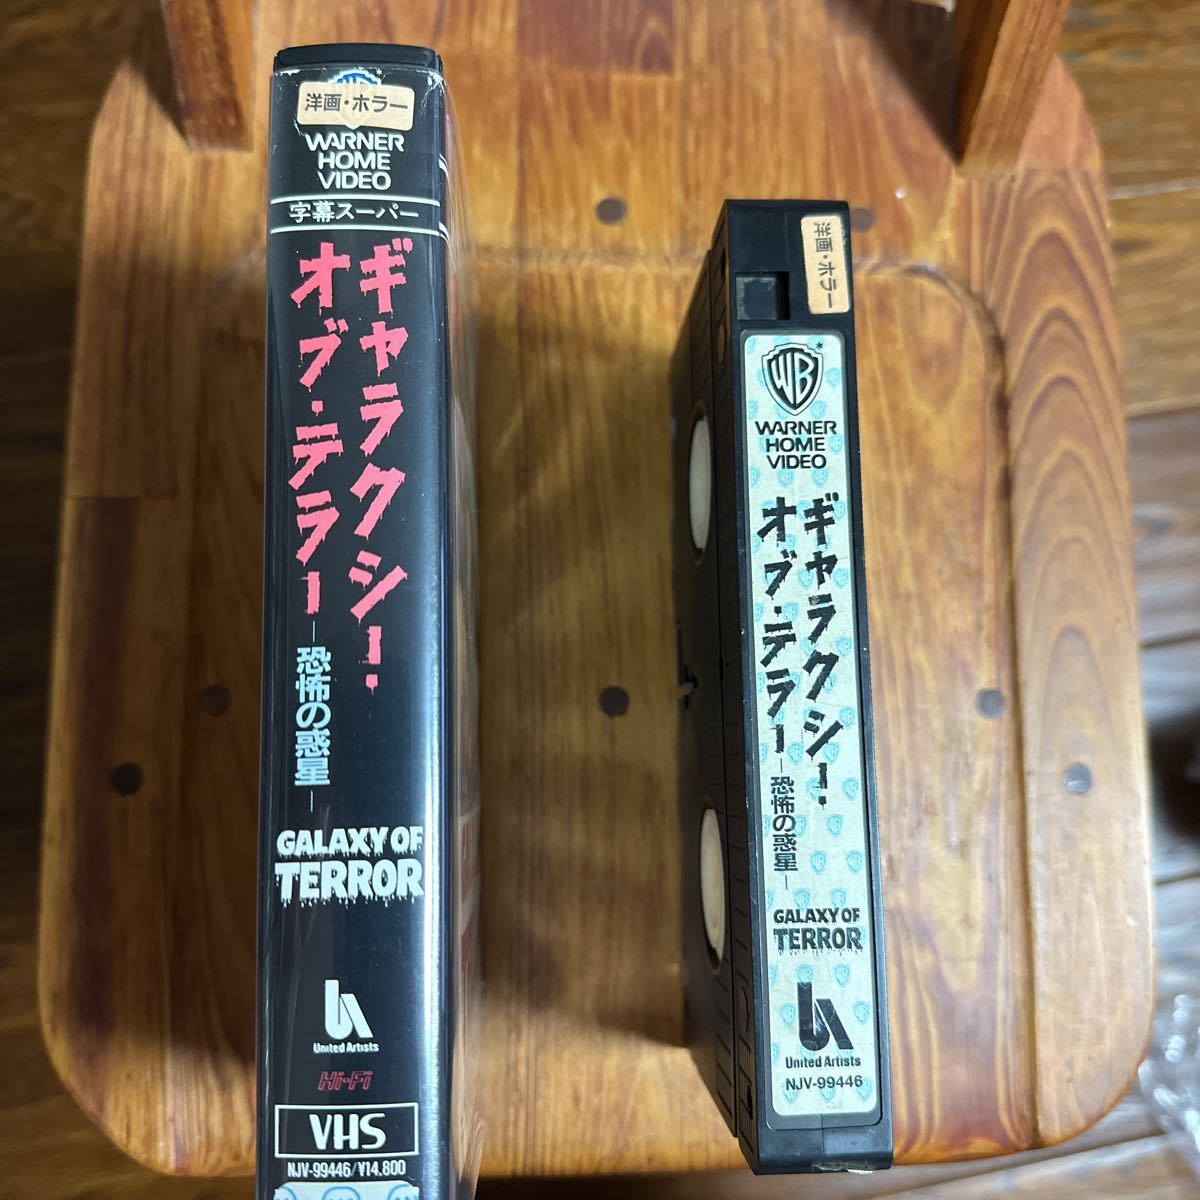 洋画・ホラー
WARNER
HOME
VIDEO
字幕スーパー
ギャラクシー・
オブ・テラー
―恐怖の惑星―
GALAXY OF
TERROR
United Artists
Hi-Fi
VHS
NJV-99446/¥14,800
洋画・ホラー
WB
WARNER
HOME
VIDEO
ギャラクシー・
オブ・テラー
―恐怖の惑星―
GALAXY OF
TERROR
United Artists
NJV-99446